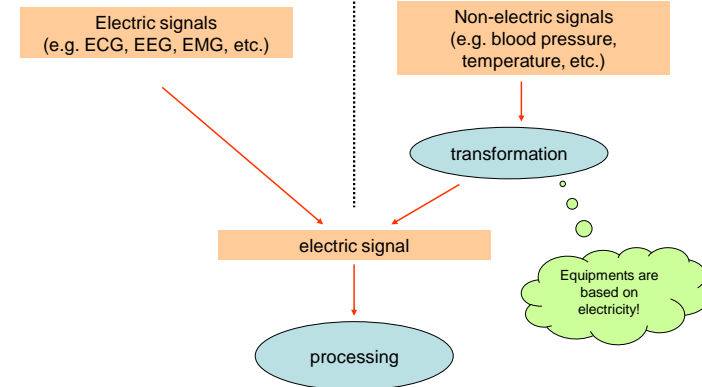 Electric signals
(e.g. ECG, EEG, EMG, etc.)
Non-electric signals
(e.g. blood pressure,
temperature, etc.)
transformation
electric signal
Equipments are
based on
electricity!
processing